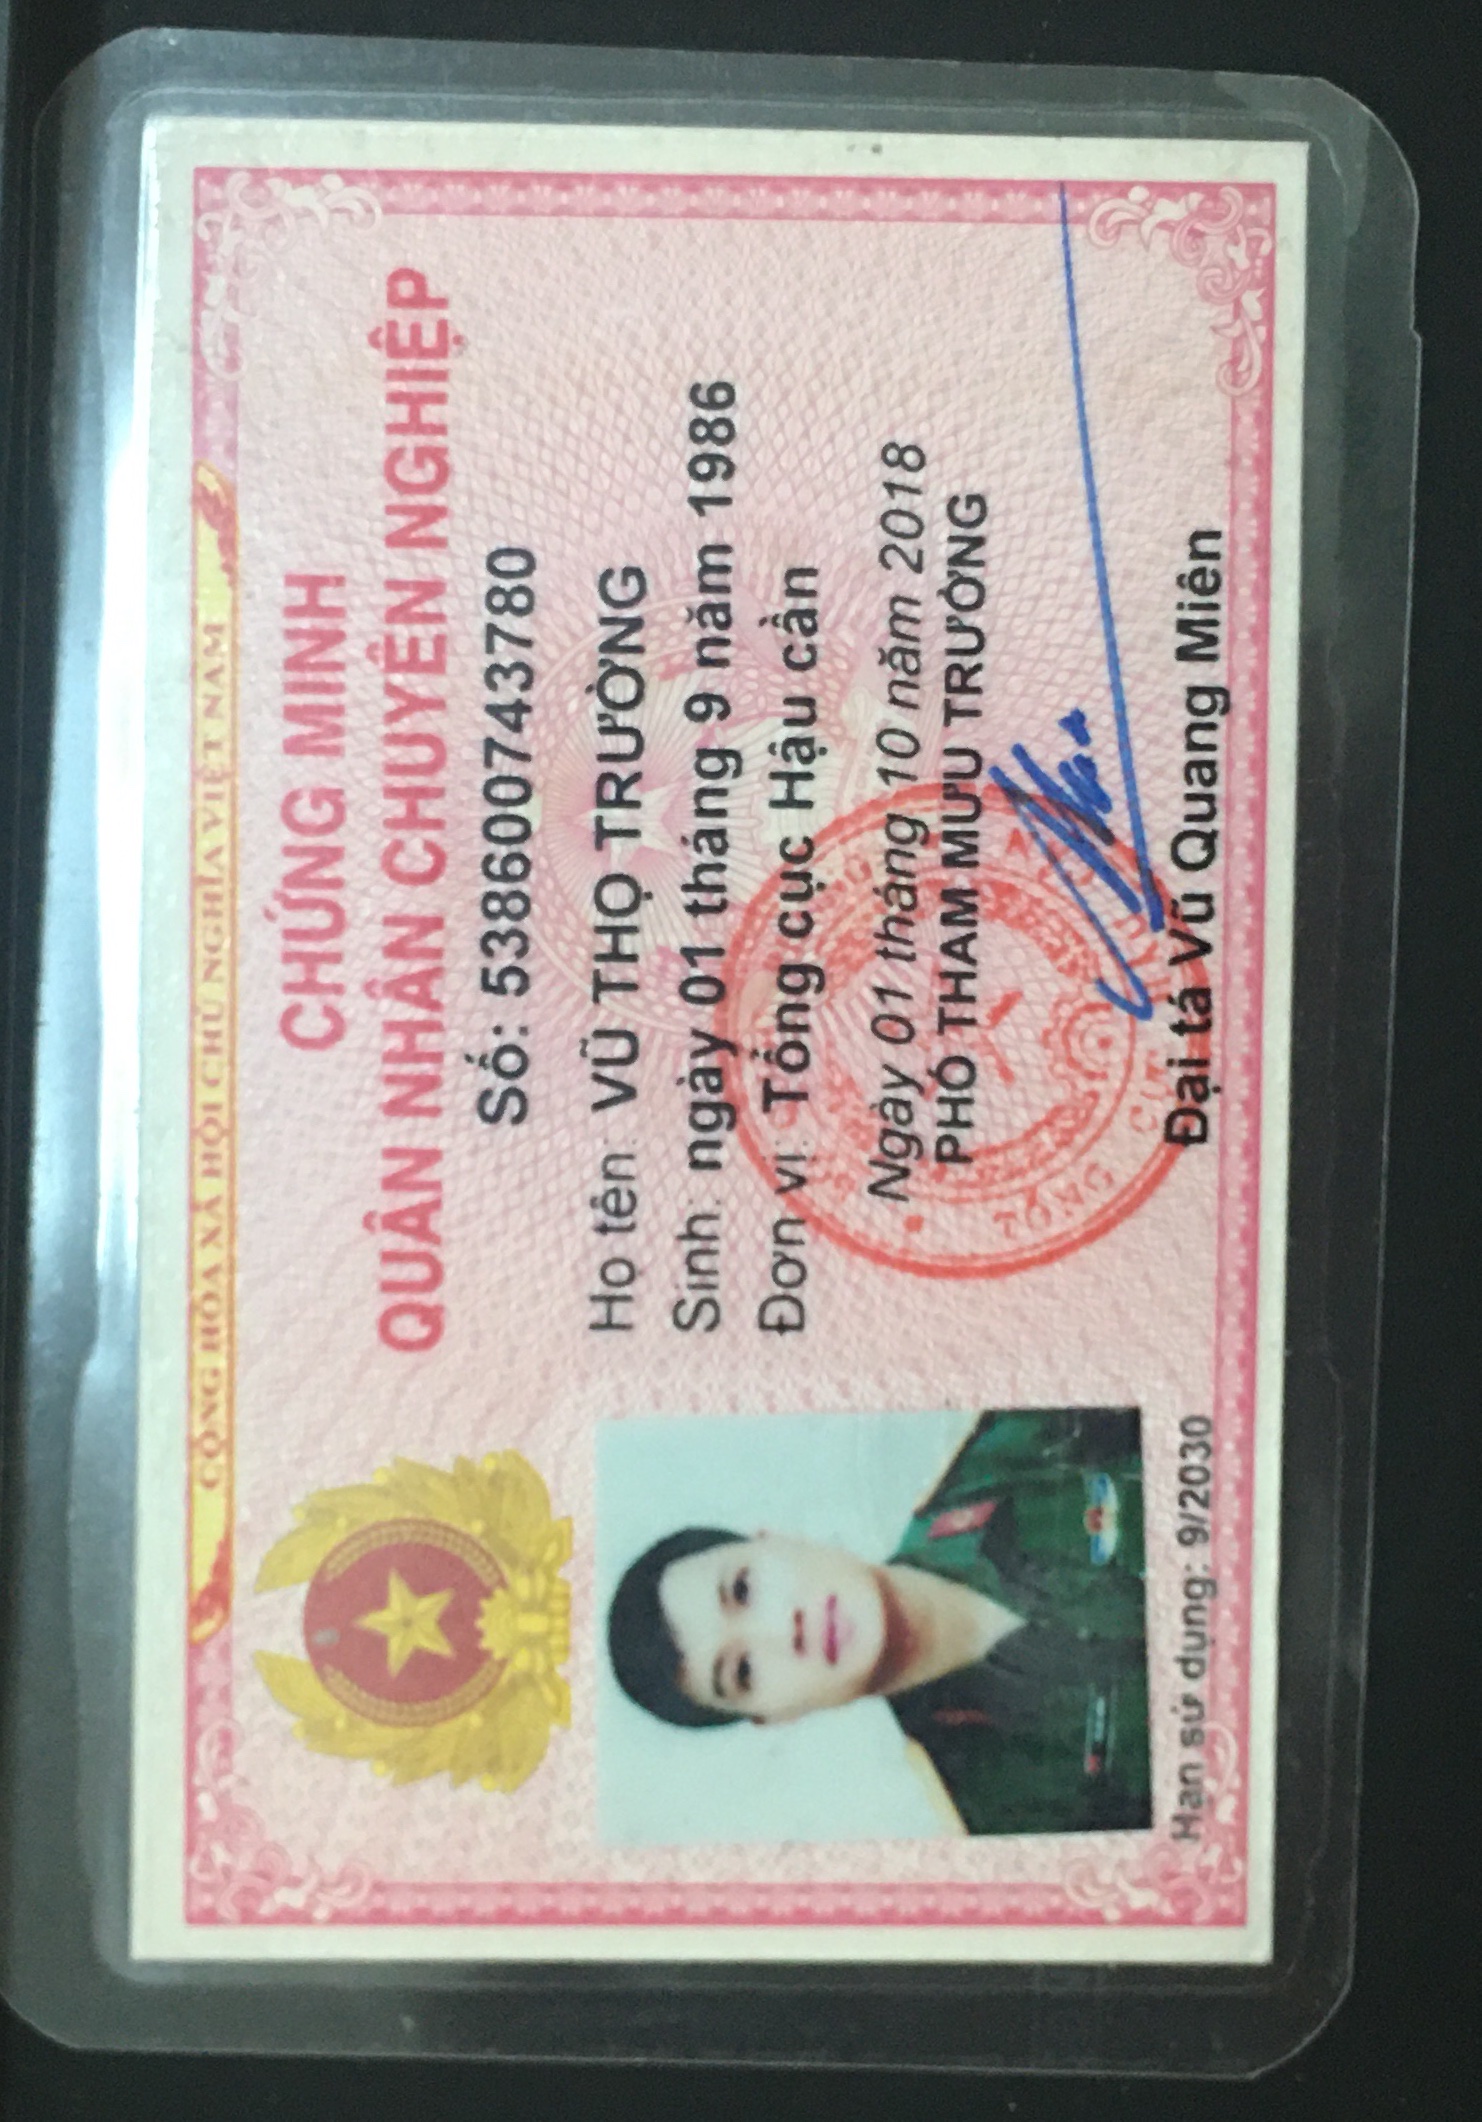 CỘNG HÒA XÃ HỘI CHỦ NGHĨA VIỆT NAM
CHỨNG MINH
QUÂN NHÂN CHUYÊN NGHIỆP
Số: 538600743780
Họ tên: VŨ THỌ TRƯỜNG
Sinh: ngày 01 tháng 9 năm 1986
Đơn vị: Tổng cục Hậu cần
Ngày 01 tháng 10 năm 2018
PHÓ THAM MƯU TRƯỞNG
TỔNG CỤC HẬU CẦN
Đại tá Vũ Quang Miên
Hạn sử dụng: 9/2030